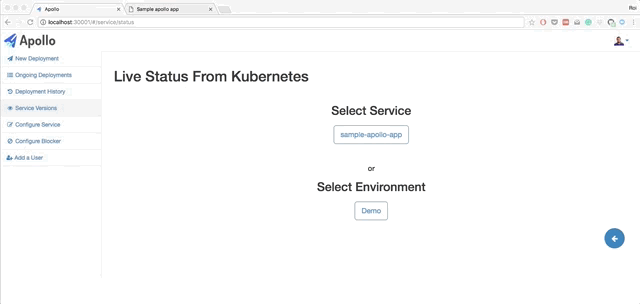 Apollo
Sample apollo app
Roi
localhost:30001/#/service/status
Apollo
New Deployment
Ongoing Deployments
Deployment History
Service Versions
Configure Service
Configure Blocker
Add a User
Live Status From Kubernetes
Select Service
sample-apollo-app
or
Select Environment
Demo